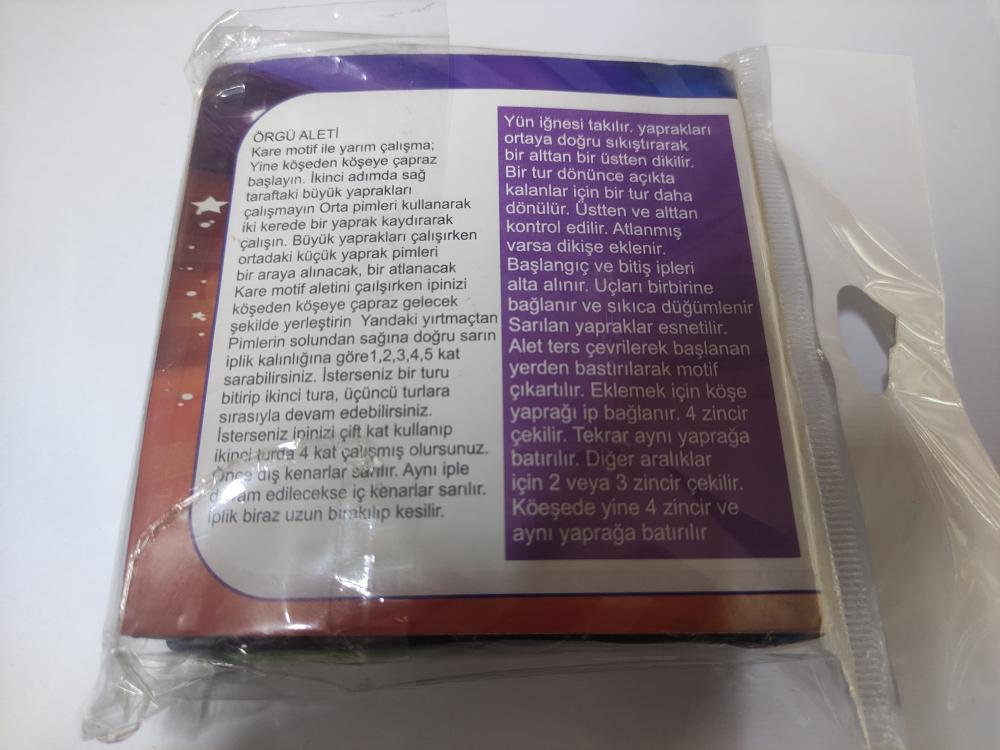 ÖRGÜ ALETİ
Kare motif ile yarım çalışma;
Yine köşeden köşeye çapraz
başlayın. İkinci adımda sağ
taraftaki büyük yaprakları
çalışmayın Orta pimleri kullanarak
iki kerede bir yaprak kaydırarak
çalışın. Büyük yaprakları çalışırken
ortadaki küçük yaprak pimleri
bir araya alınacak, bir atlanacak
Kare motif aletini çaılşırken ipinizi
köşeden köşeye çapraz gelecek
şekilde yerleştirin Yandaki yırtmaçtan
Pimlerin solundan sağına doğru sarın
iplik kalınlığına göre1,2,3,4,5 kat
sarabilirsiniz. İsterseniz bir turu
bitirip ikinci tura, üçüncü turlara
sırasıyla devam edebilirsiniz.
İsterseniz ipinizi çift kat kullanıp
ikinci turda 4 kat çalışmış olursunuz.
Önce dış kenarlar sarılır. Aynı iple
devam edilecekse iç kenarlar sarılır.
İplik biraz uzun bırakılıp kesilir.
Yün iğnesi takılır. yaprakları
ortaya doğru sıkıştırarak
bir alttan bir üstten dikilir.
Bir tur dönünce açıkta
kalanlar için bir tur daha
dönülür. Üstten ve alttan
kontrol edilir. Atlanmış
varsa dikişe eklenir.
Başlangıç ve bitiş ipleri
alta alınır. Uçları birbirine
bağlanır ve sıkıca düğümlenir
Sarılan yapraklar esnetilir.
Alet ters çevrilerek başlanan
yerden bastırılarak motif
çıkartılır. Eklemek için köşe
yaprağı ip bağlanır. 4 zincir
çekilir. Tekrar aynı yaprağa
batırılır. Diğer aralıklar
için 2 veya 3 zincir çekilir.
Köeşede yine 4 zincir ve
aynı yaprağa batırılır